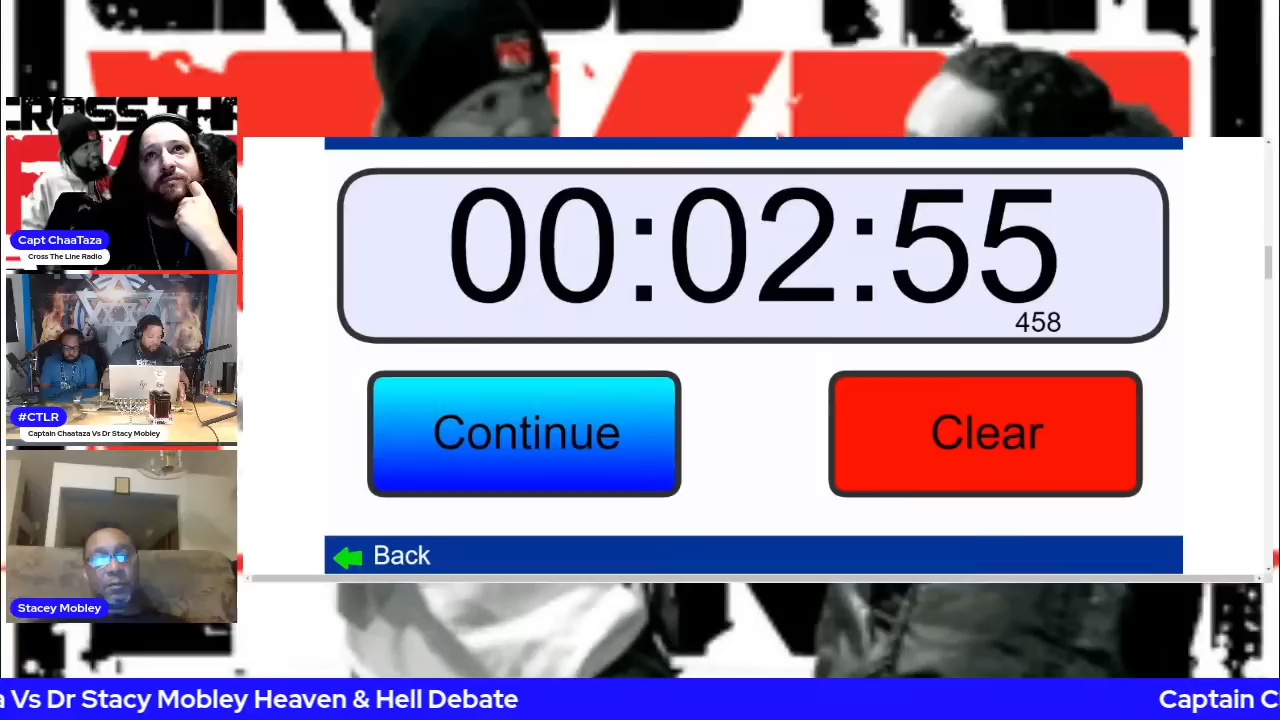 CROSS THE
Capt ChaaTaza
Cross The Line Radio
#CTLR
Captain Chaataza Vs Dr Stacy Mobley
Stacey Mobley
00:02:55
458
Continue
Clear
Back
a Vs Dr Stacy Mobley Heaven & Hell Debate
Captain C